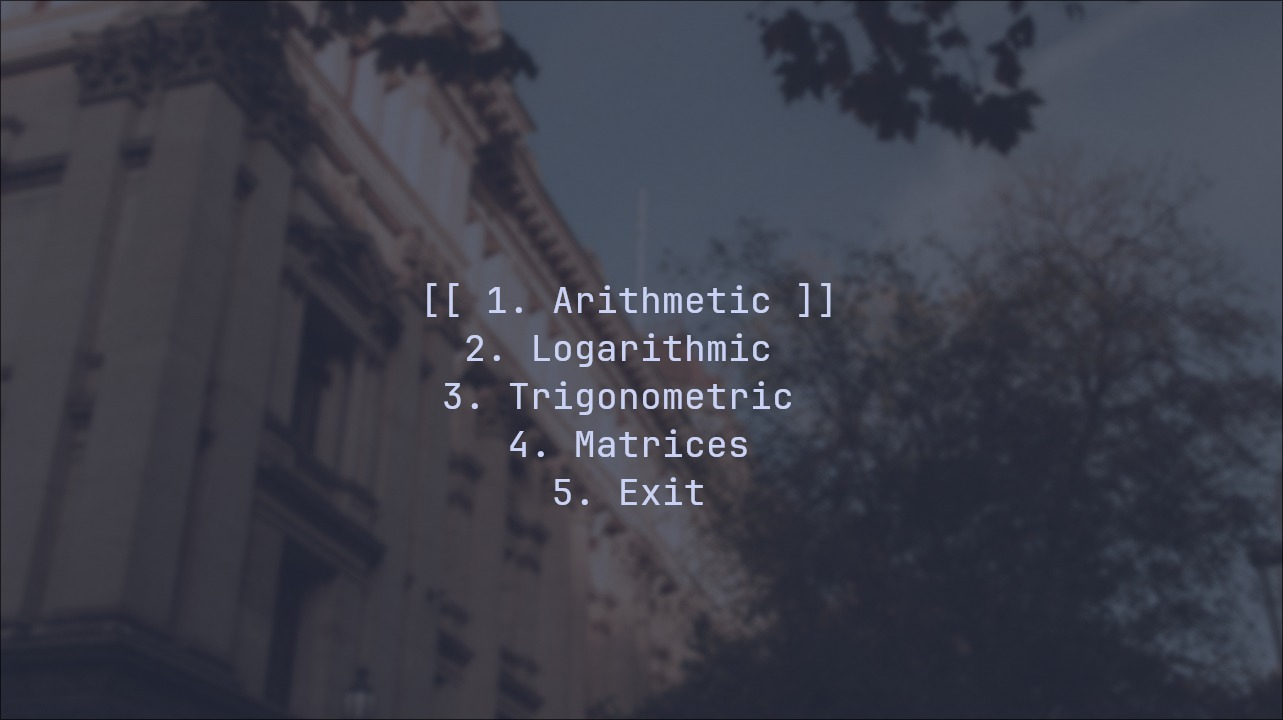 [[ 1. Arithmetic ]]
2. Logarithmic
3. Trigonometric
4. Matrices
5. Exit